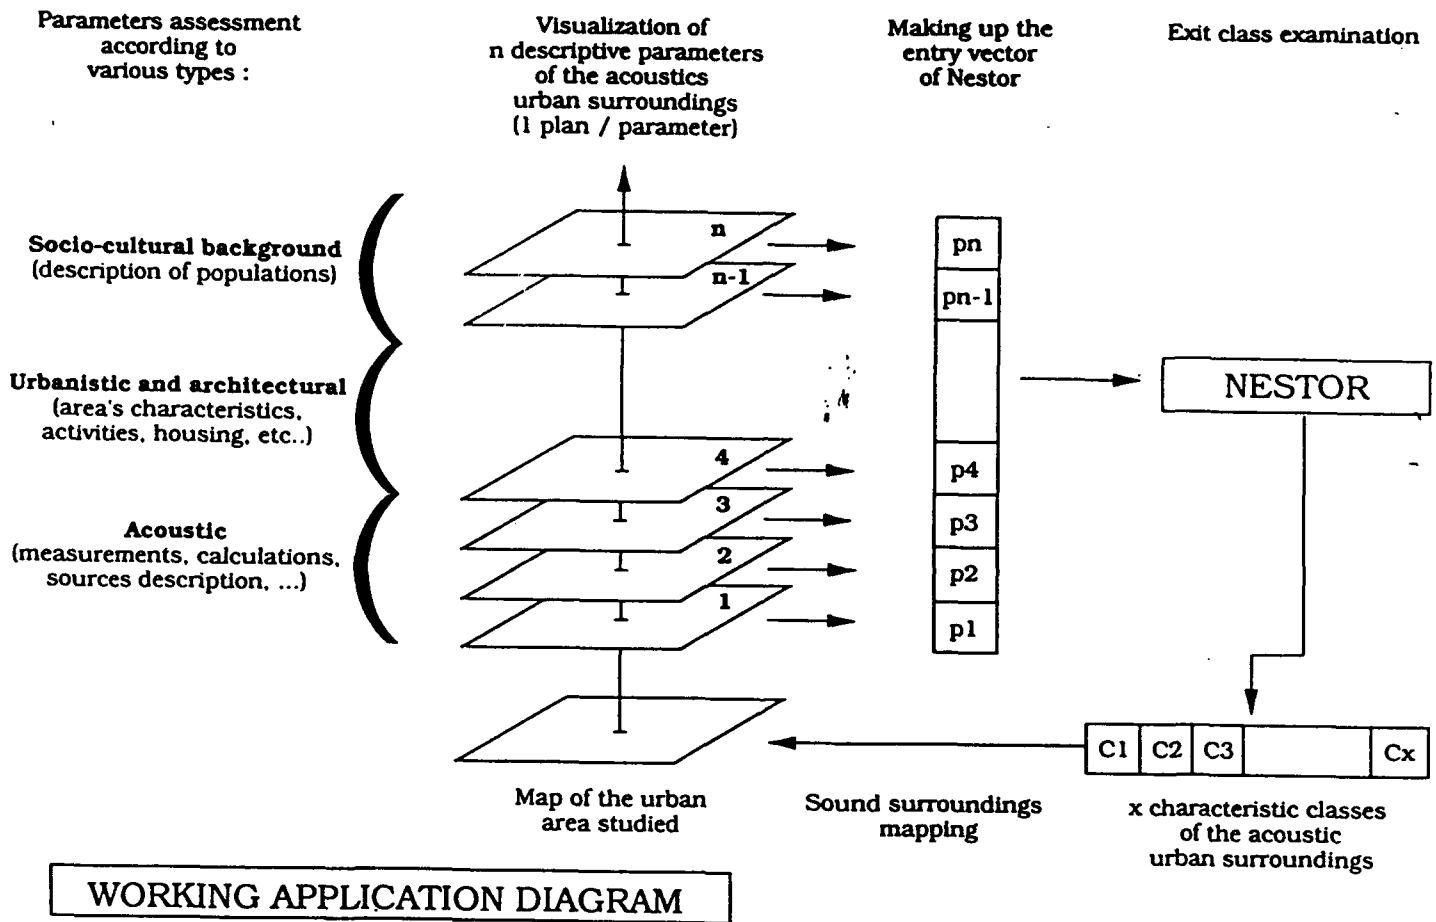 Parameters assessment
according to
various types :
Visualization of
n descriptive parameters
of the acoustics
urban surroundings
(1 plan / parameter)
Making up the
entry vector
of Nestor
Exit class examination
Socio-cultural background
(description of populations)
Urbanistic and architectural
(area's characteristics,
activities, housing, etc..)
Acoustic
(measurements, calculations,
sources description, ...)
n
n-1
4
3
2
1
pn
pn-1
p4
p3
p2
p1
NESTOR
C1 C2 C3 Cx
Map of the urban
area studied
Sound surroundings
mapping
x characteristic classes
of the acoustic
urban surroundings
WORKING APPLICATION DIAGRAM